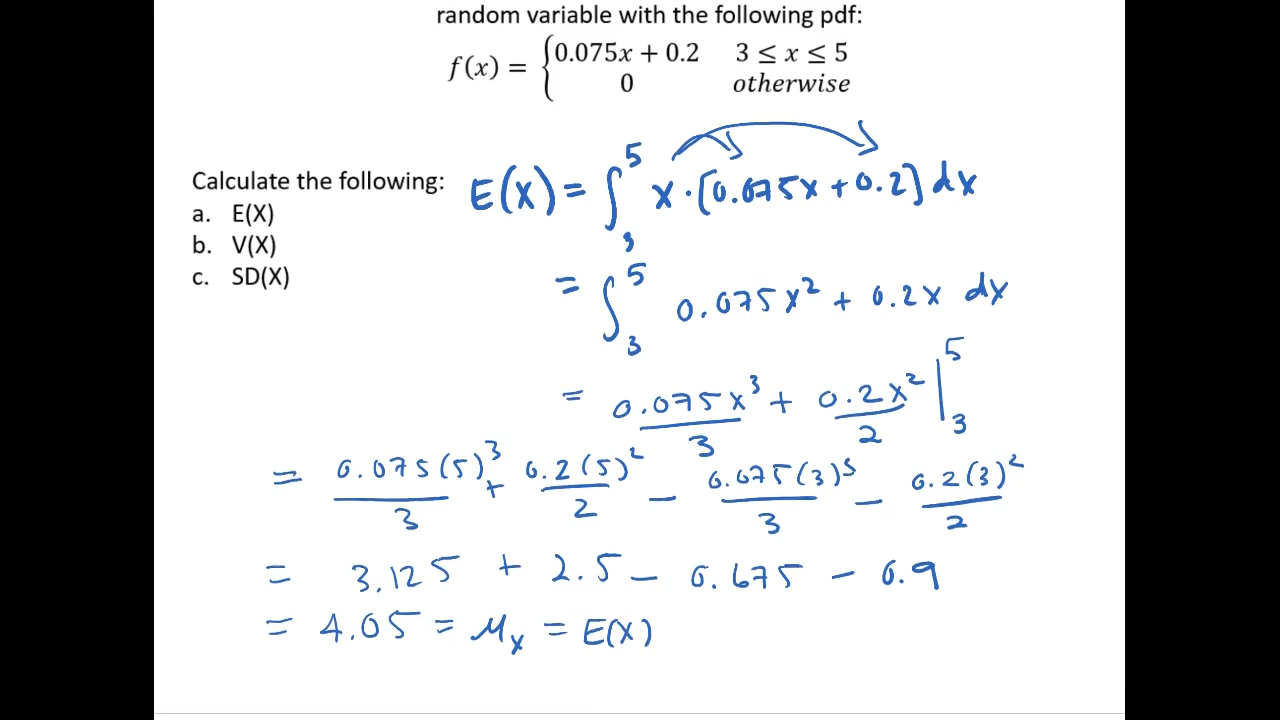 random variable with the following pdf:
f(x) = {0.075x + 0.2 3 ≤ x ≤ 5
0 otherwise
Calculate the following:
a. E(X)
b. V(X)
c. SD(X)
E(X) = ∫₃⁵ x · [0.075x + 0.2] dx
= ∫₃⁵ 0.075x² + 0.2x dx
= 0.075x³/3 + 0.2x²/2 |₃⁵
= 0.075(5)³/3 + 0.2(5)²/2 − 0.075(3)³/3 − 0.2(3)²/2
= 3.125 + 2.5 − 0.675 − 0.9
= 4.05 = μₓ = E(X)